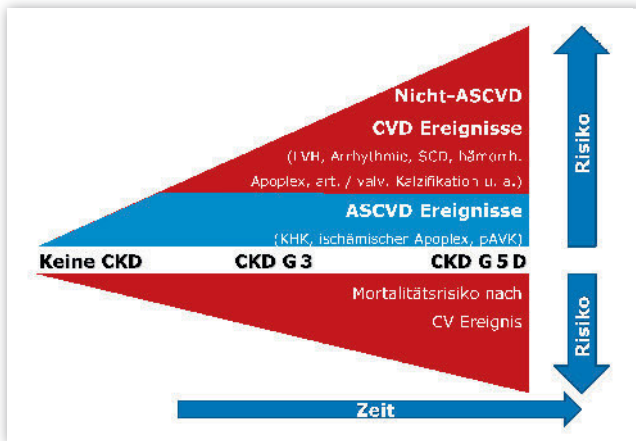 Nicht-ASCVD
CVD Ereignisse
(LVH, Arrhythmie, SCD, hämorrh.
Apoplex, art. / valv. Kalzifikation u. a.)
ASCVD Ereignisse
(KHK, ischämischer Apoplex, pAVK)
Risiko
Keine CKD CKD G 3 CKD G 5 D
Mortalitätsrisiko nach
CV Ereignis
Risiko
Zeit